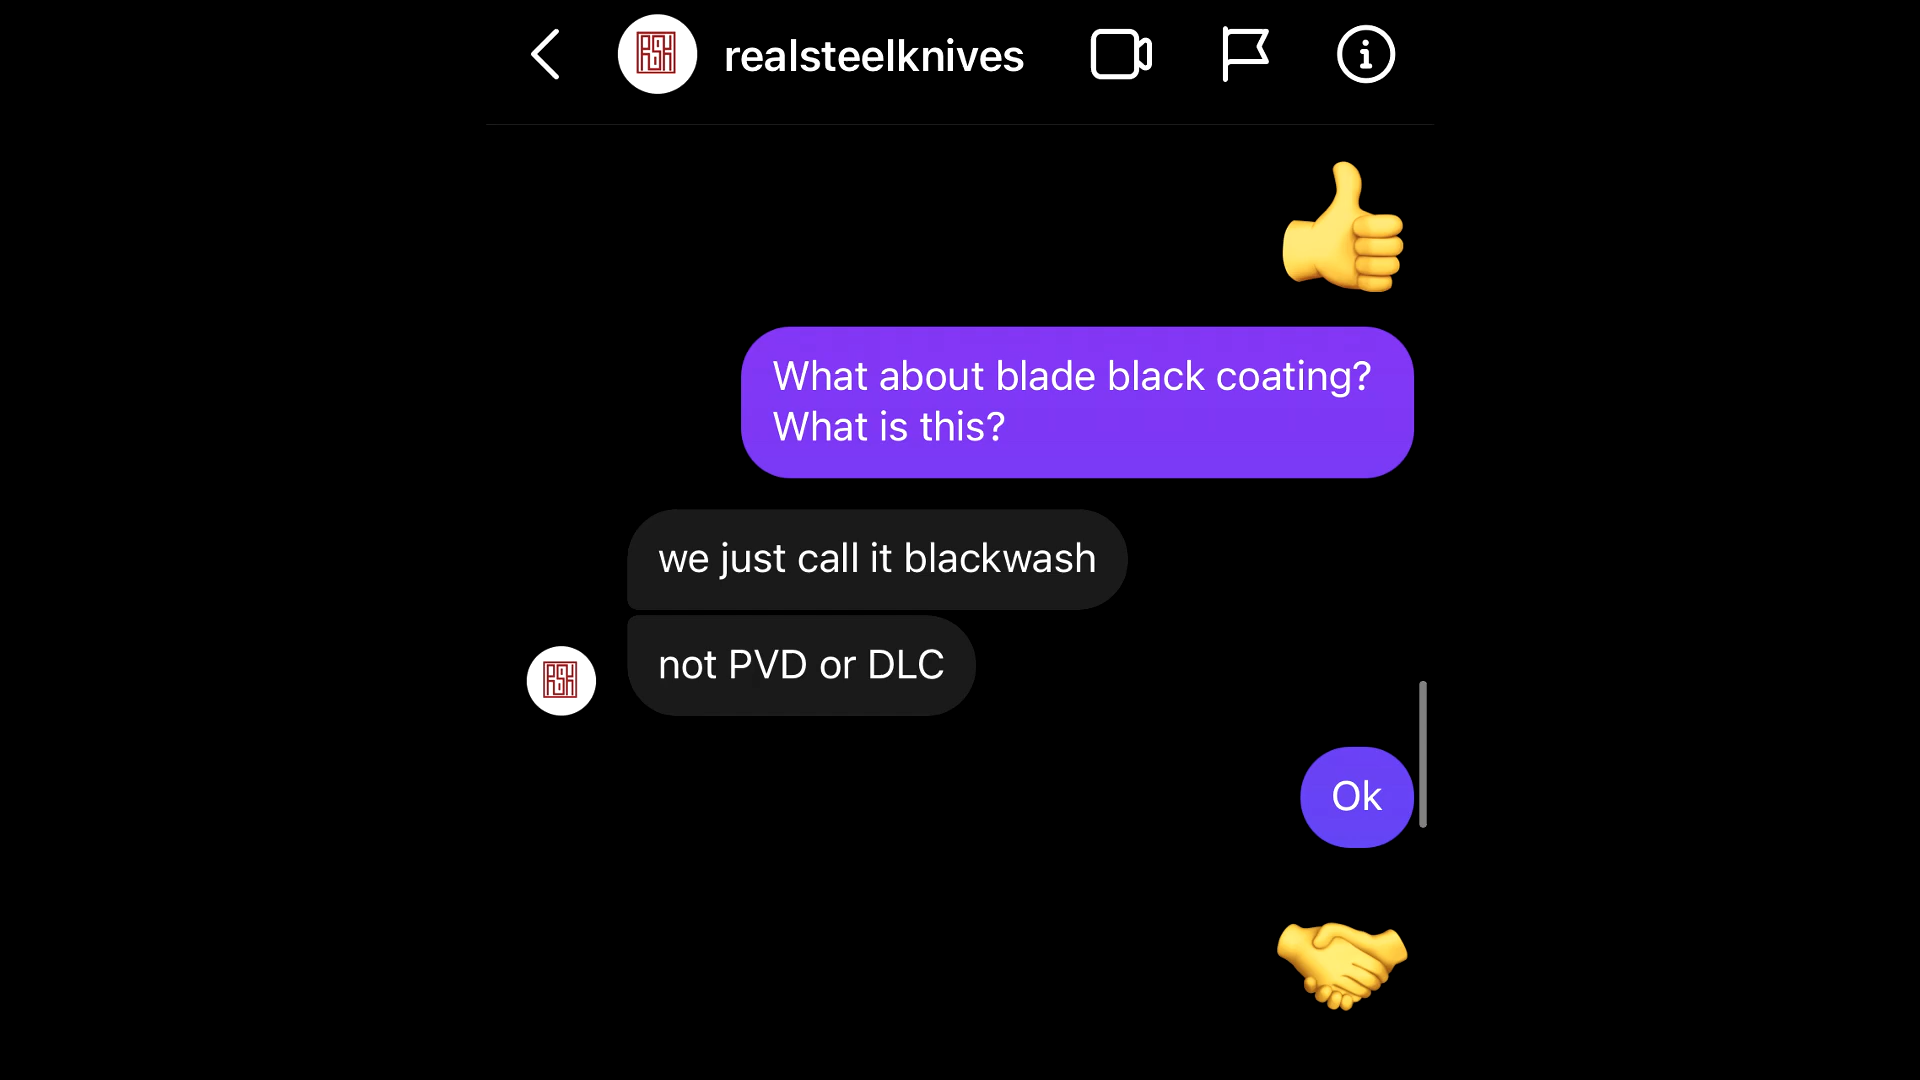 realsteelknives
What about blade black coating?
What is this?
we just call it blackwash
not PVD or DLC
Ok